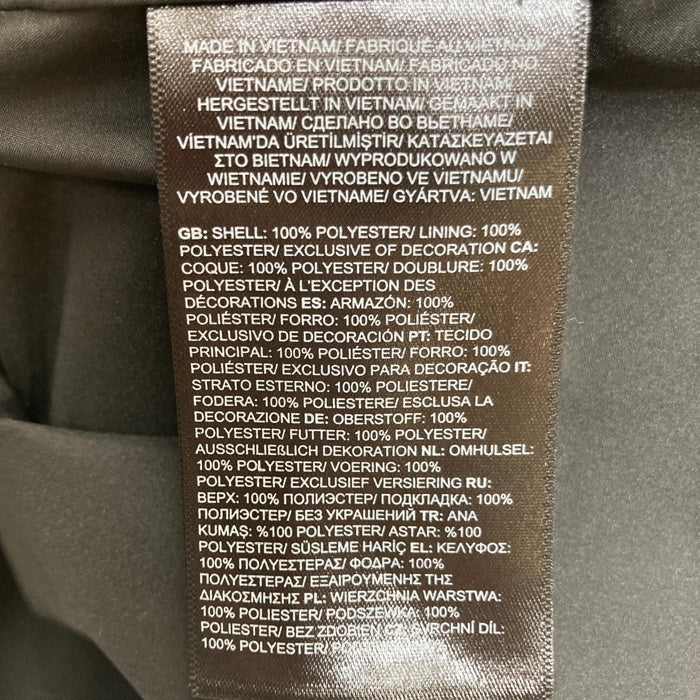 MADE IN VIETNAM/ FABRIQUÉ AU VIETNAM/
FABRICADO EN VIETNAM/ FABRICADO NO
VIETNAME/ PRODOTTO IN VIETNAM/
HERGESTELLT IN VIETNAM/ GEMAAKT IN
VIETNAM/ СДЕЛАНО ВО ВЬЕТНАМЕ/
VİETNAM'DA ÜRETİLMİŞTİR/ ΚΑΤΑΣΚΕΥΑΖΕΤΑΙ
ΣΤΟ ΒΙΕΤΝΑΜ/ WYPRODUKOWANO W
WIETNAMIE/ VYROBENO VE VIETNAMU/
VYROBENÉ VO VIETNAME/ GYÁRTVA: VIETNAM
GB: SHELL: 100% POLYESTER/ LINING: 100%
POLYESTER/ EXCLUSIVE OF DECORATION CA:
COQUE: 100% POLYESTER/ DOUBLURE: 100%
POLYESTER/ À L'EXCEPTION DES
DÉCORATIONS ES: ARMAZÓN: 100%
POLIÉSTER/ FORRO: 100% POLIÉSTER/
EXCLUSIVO DE DECORACIÓN PT: TECIDO
PRINCIPAL: 100% POLIÉSTER/ FORRO: 100%
POLIÉSTER/ EXCLUSIVO PARA DECORAÇÃO IT:
STRATO ESTERNO: 100% POLIESTERE/
FODERA: 100% POLIESTERE/ ESCLUSA LA
DECORAZIONE DE: OBERSTOFF: 100%
POLYESTER/ FUTTER: 100% POLYESTER/
AUSSCHLIEßLICH DEKORATION NL: OMHULSEL:
100% POLYESTER/ VOERING: 100%
POLYESTER/ EXCLUSIEF VERSIERING RU:
ВЕРХ: 100% ПОЛИЭСТЕР/ ПОДКЛАДКА: 100%
ПОЛИЭСТЕР/ БЕЗ УКРАШЕНИЙ TR: ANA
KUMAŞ: %100 POLYESTER/ ASTAR: %100
POLYESTER/ SÜSLEME HARİÇ EL: ΚΕΛΥΦΟΣ:
100% ΠΟΛΥΕΣΤΕΡΑΣ/ ΦΟΔΡΑ: 100%
ΠΟΛΥΕΣΤΕΡΑΣ/ ΕΞΑΙΡΟΥΜΕΝΗΣ ΤΗΣ
ΔΙΑΚΟΣΜΗΣΗΣ PL: WIERZCHNIA WARSTWA:
100% POLIESTER/ PODSZEWKA: 100%
POLIESTER/ BEZ ZDOBIEŃ CZ: SVRCHNÍ DÍL:
100% POLYESTER/